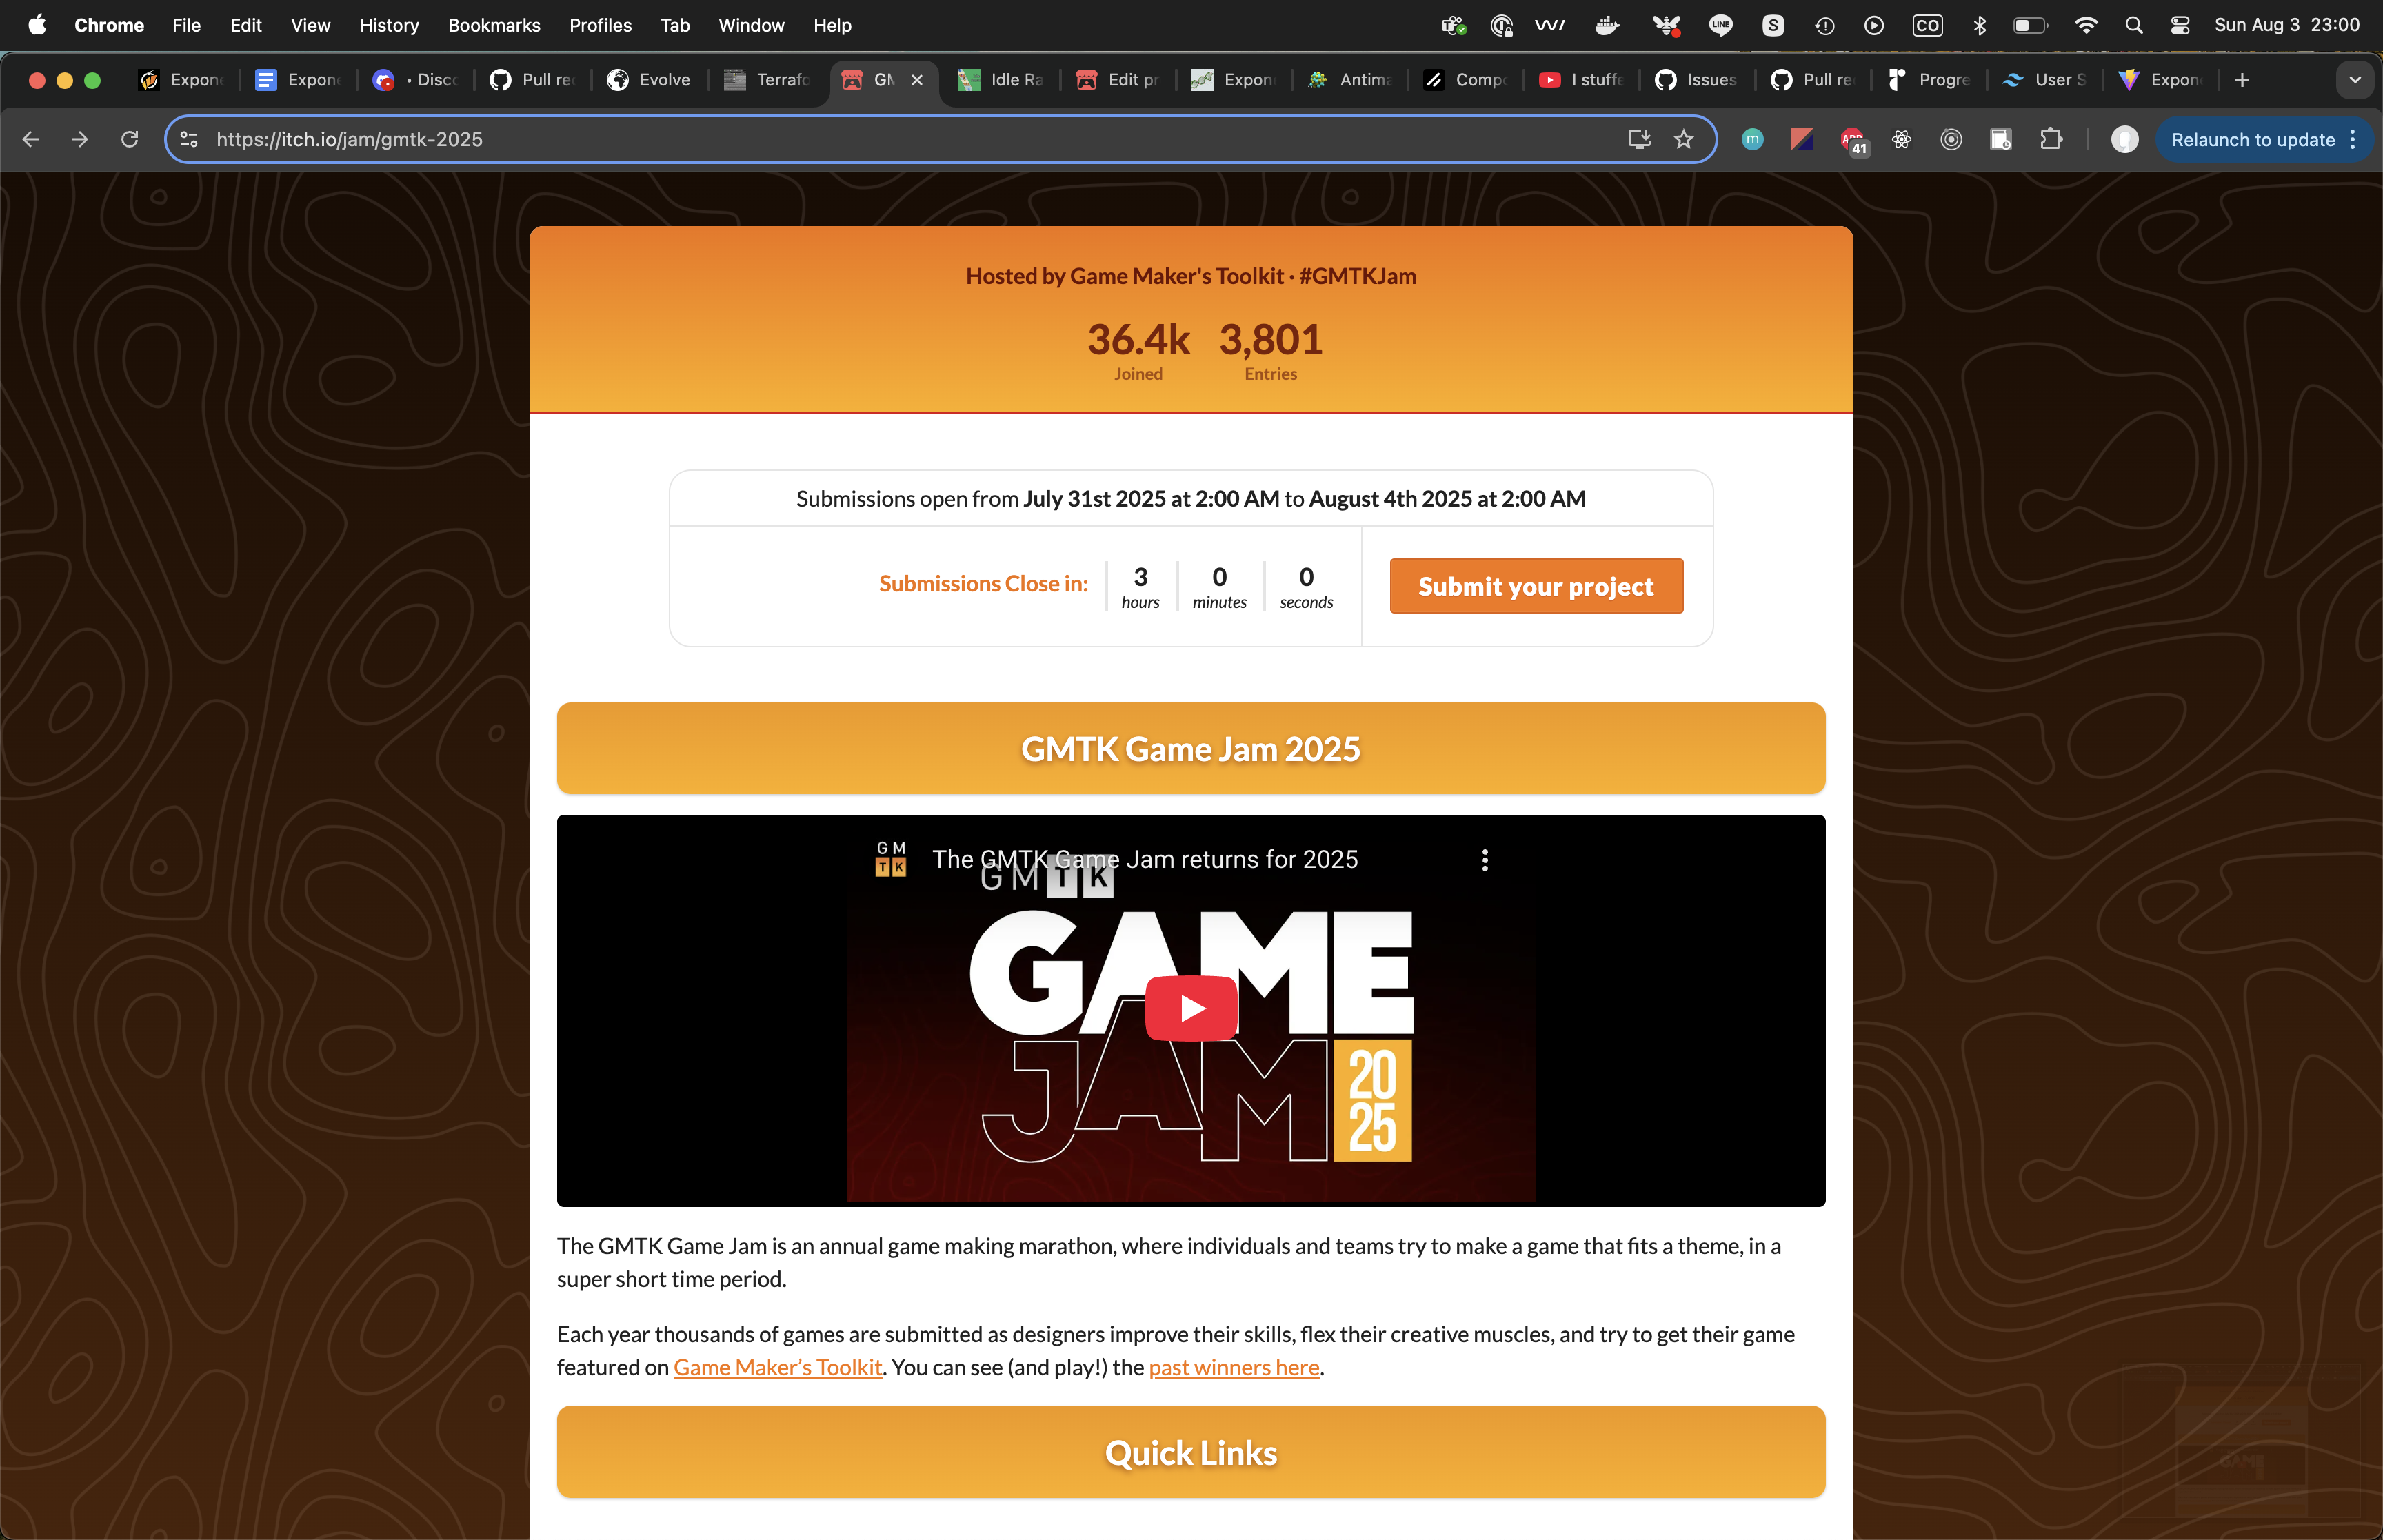 Chrome File Edit View History Bookmarks Profiles Tab Window Help LINE S CO Sun Aug 3 23:00
Expon Expon • Disc Pull re Evolve Terrafo GM Idle Ra Edit pr Expon Antima Comp I stuffe Issues Pull re Progre User S Expon
https://itch.io/jam/gmtk-2025 m ABP 41 Relaunch to update
Hosted by Game Maker's Toolkit · #GMTKJam
36.4k 3,801
Joined Entries
Submissions open from July 31st 2025 at 2:00 AM to August 4th 2025 at 2:00 AM
Submissions Close in: 3 hours 0 minutes 0 seconds
Submit your project
GMTK Game Jam 2025
GM TK The GMTK Game Jam returns for 2025
GMTK
GAME
JAM 2025
The GMTK Game Jam is an annual game making marathon, where individuals and teams try to make a game that fits a theme, in a
super short time period.
Each year thousands of games are submitted as designers improve their skills, flex their creative muscles, and try to get their game
featured on Game Maker’s Toolkit. You can see (and play!) the past winners here.
Quick Links